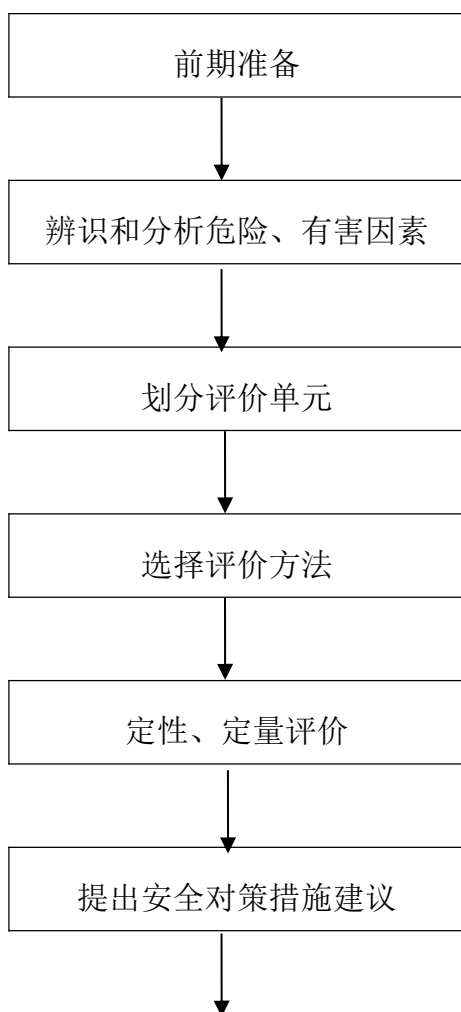 前期准备
辨识和分析危险、有害因素
划分评价单元
选择评价方法
定性、定量评价
提出安全对策措施建议